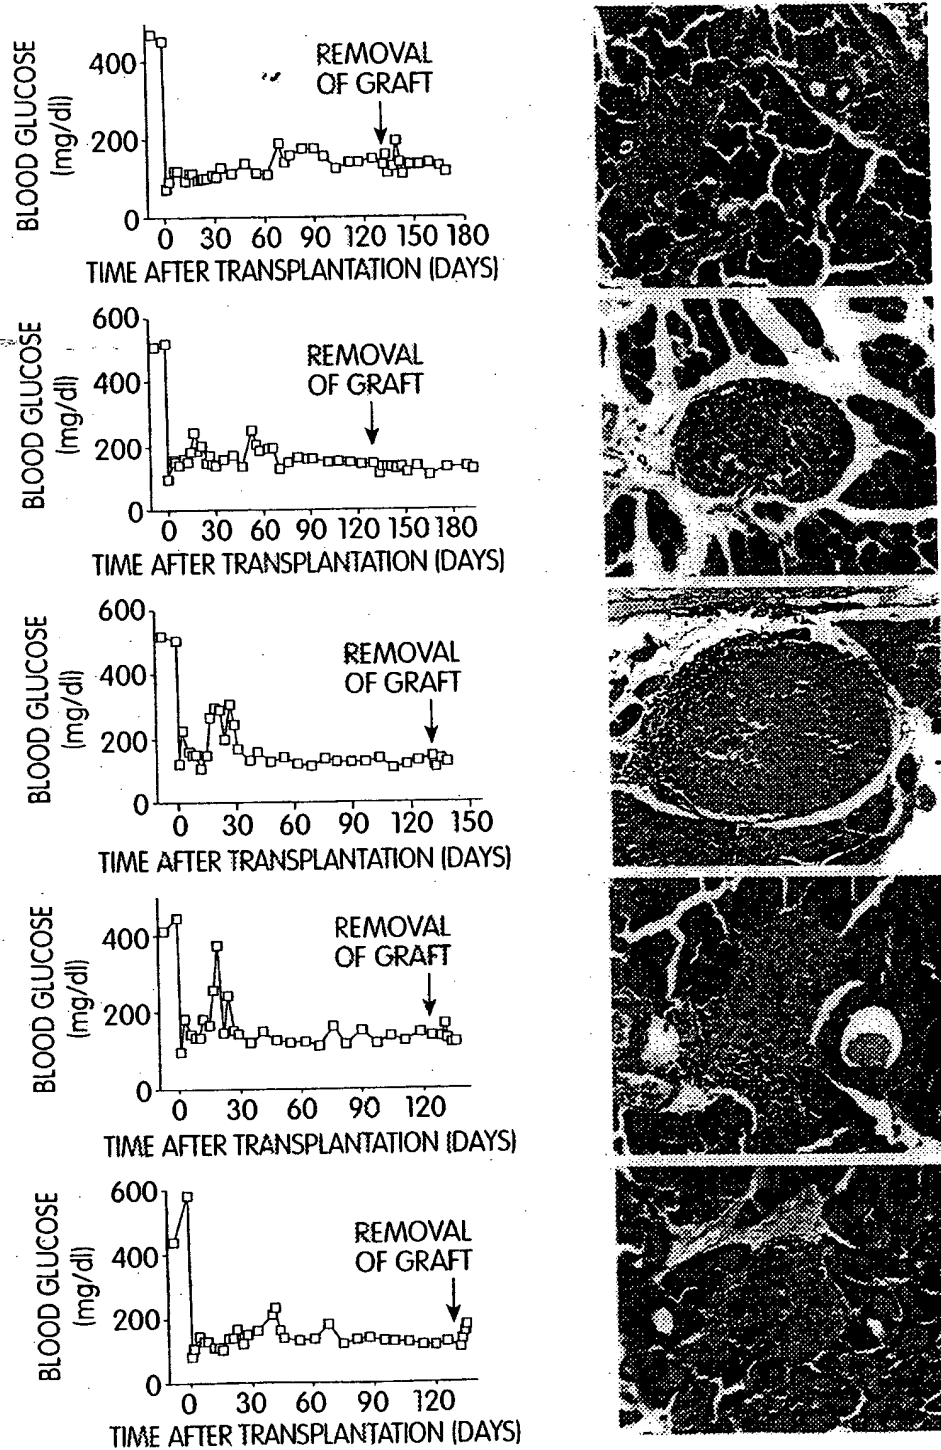 BLOOD GLUCOSE
(mg/dl)
400
200
0
REMOVAL
OF GRAFT
0 30 60 90 120 150 180
TIME AFTER TRANSPLANTATION (DAYS)
BLOOD GLUCOSE
(mg/dl)
600
400
200
0
REMOVAL
OF GRAFT
0 30 60 90 120 150 180
TIME AFTER TRANSPLANTATION (DAYS)
BLOOD GLUCOSE
(mg/dl)
600
400
200
0
REMOVAL
OF GRAFT
0 30 60 90 120 150
TIME AFTER TRANSPLANTATION (DAYS)
BLOOD GLUCOSE
(mg/dl)
400
200
0
REMOVAL
OF GRAFT
0 30 60 90 120
TIME AFTER TRANSPLANTATION (DAYS)
BLOOD GLUCOSE
(mg/dl)
600
400
200
0
REMOVAL
OF GRAFT
0 30 60 90 120
TIME AFTER TRANSPLANTATION (DAYS)